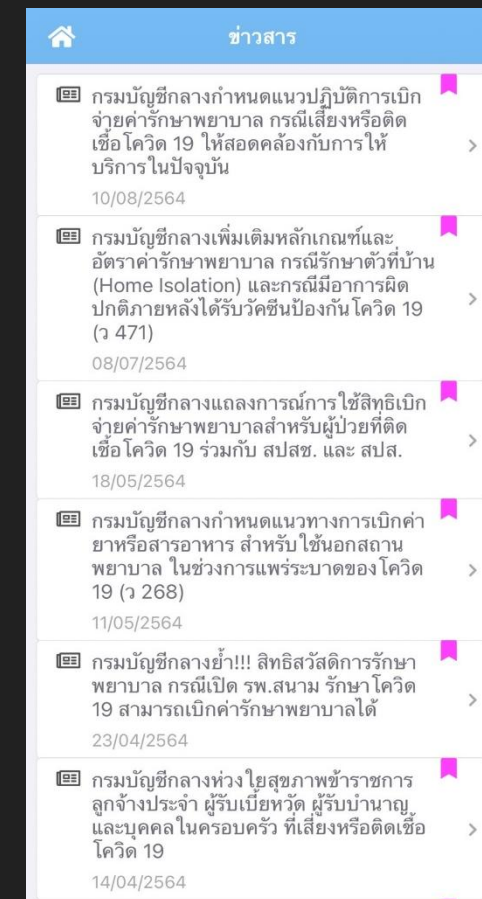 ข่าวสาร
กรมบัญชีกลางกำหนดแนวปฏิบัติการเบิก
จ่ายค่ารักษาพยาบาล กรณีเสี่ยงหรือติด
เชื้อโควิด 19 ให้สอดคล้องกับการให้
บริการในปัจจุบัน
10/08/2564
กรมบัญชีกลางเพิ่มเติมหลักเกณฑ์และ
อัตราค่ารักษาพยาบาล กรณีรักษาตัวที่บ้าน
(Home Isolation) และกรณีมีอาการผิด
ปกติภายหลังได้รับวัคซีนป้องกันโควิด 19
(ว 471)
08/07/2564
กรมบัญชีกลางแถลงการณ์การใช้สิทธิเบิก
จ่ายค่ารักษาพยาบาลสำหรับผู้ป่วยที่ติด
เชื้อโควิด 19 ร่วมกับ สปสช. และ สปส.
18/05/2564
กรมบัญชีกลางกำหนดแนวทางการเบิกค่า
ยาหรือสารอาหาร สำหรับใช้นอกสถาน
พยาบาล ในช่วงการแพร่ระบาดของโควิด
19 (ว 268)
11/05/2564
กรมบัญชีกลางย้ำ!!! สิทธิสวัสดิการรักษา
พยาบาล กรณีเปิด รพ.สนาม รักษาโควิด
19 สามารถเบิกค่ารักษาพยาบาลได้
23/04/2564
กรมบัญชีกลางห่วงใยสุขภาพข้าราชการ
ลูกจ้างประจำ ผู้รับเบี้ยหวัด ผู้รับบำนาญ
และบุคคลในครอบครัว ที่เสี่ยงหรือติดเชื้อ
โควิด 19
14/04/2564